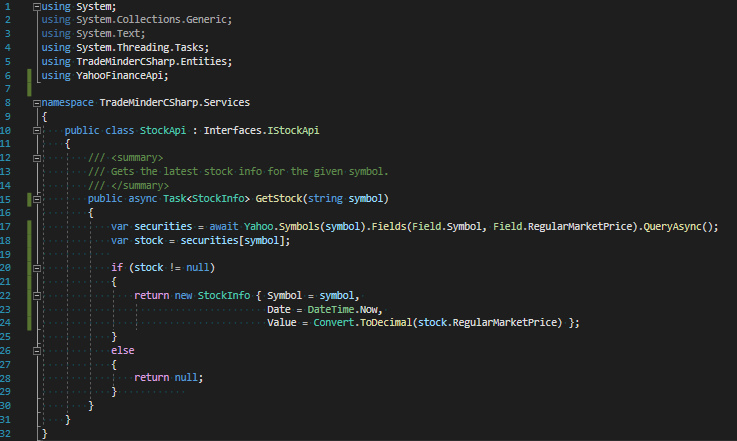 1 using System;
2 using System.Collections.Generic;
3 using System.Text;
4 using System.Threading.Tasks;
5 using TradeMinderCSharp.Entities;
6 using YahooFinanceApi;
7
8 namespace TradeMinderCSharp.Services
9 {
10 public class StockApi : Interfaces.IStockApi
11 {
12 /// <summary>
13 /// Gets the latest stock info for the given symbol.
14 /// </summary>
15 public async Task<StockInfo> GetStock(string symbol)
16 {
17 var securities = await Yahoo.Symbols(symbol).Fields(Field.Symbol, Field.RegularMarketPrice).QueryAsync();
18 var stock = securities[symbol];
19
20 if (stock != null)
21 {
22 return new StockInfo { Symbol = symbol,
23 Date = DateTime.Now,
24 Value = Convert.ToDecimal(stock.RegularMarketPrice) };
25 }
26 else
27 {
28 return null;
29 }
30 }
31 }
32 }